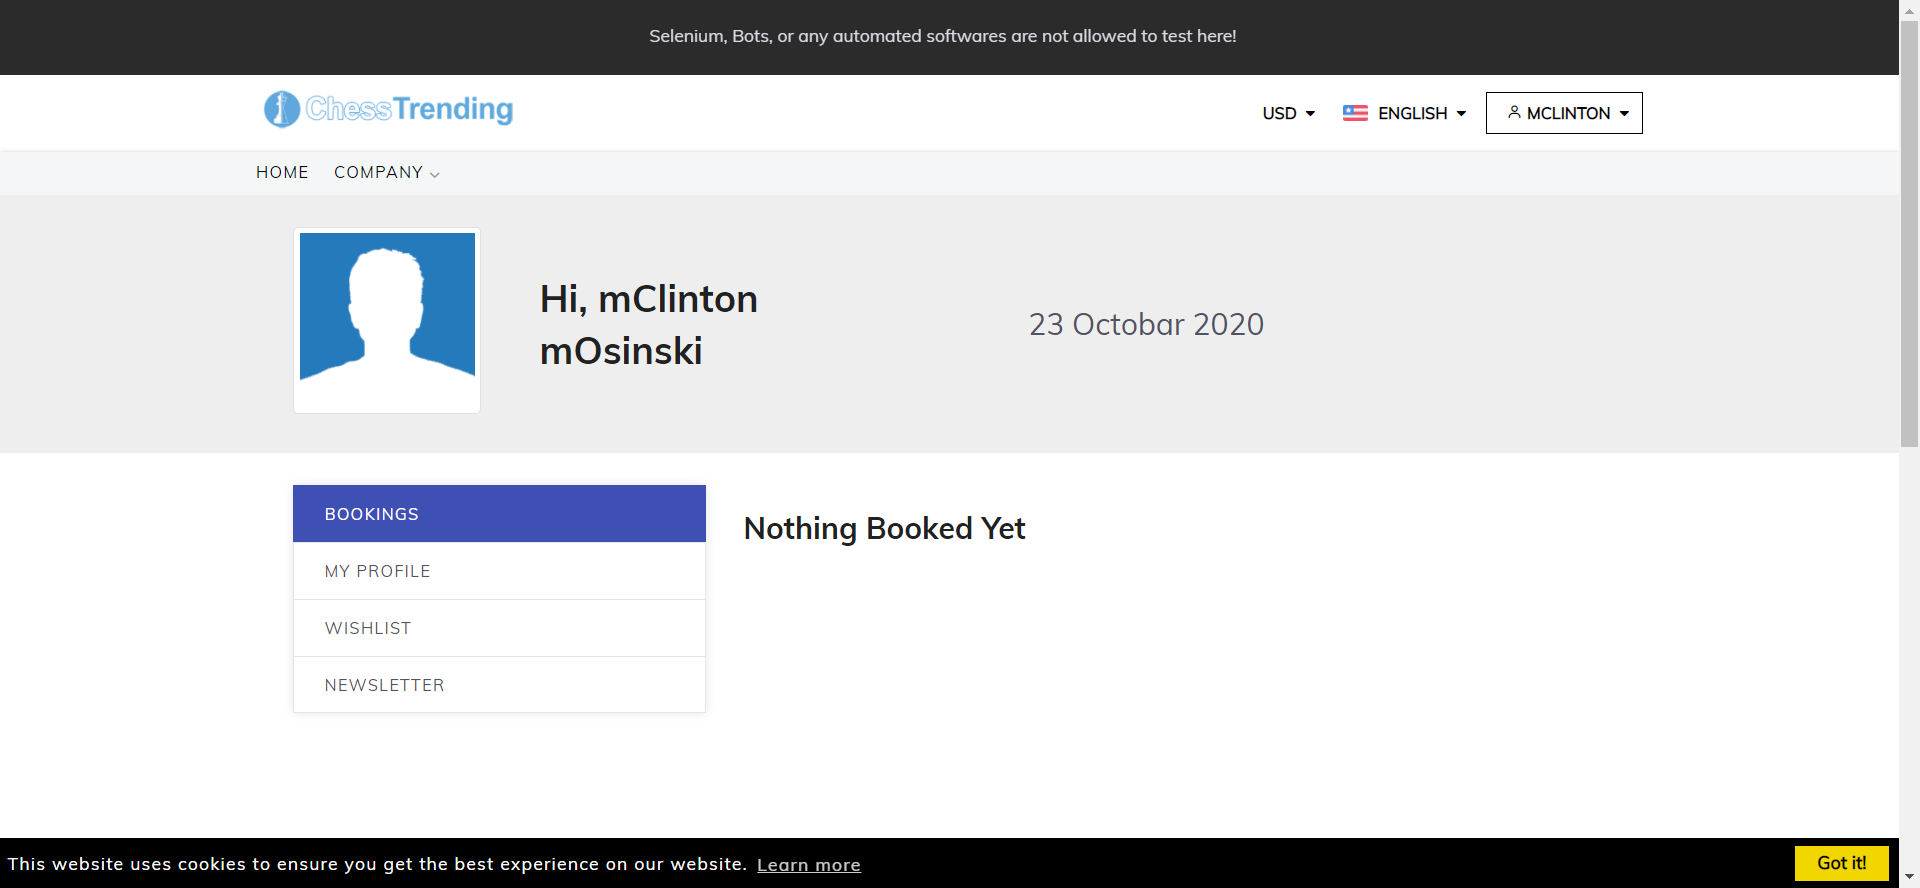 Selenium, Bots, or any automated softwares are not allowed to test here!
ChessTrending
USD
ENGLISH
MCLINTON
HOME
COMPANY
Hi, mClinton
mOsinski
23 Octobar 2020
BOOKINGS
Nothing Booked Yet
MY PROFILE
WISHLIST
NEWSLETTER
This website uses cookies to ensure you get the best experience on our website. Learn more
Got it!